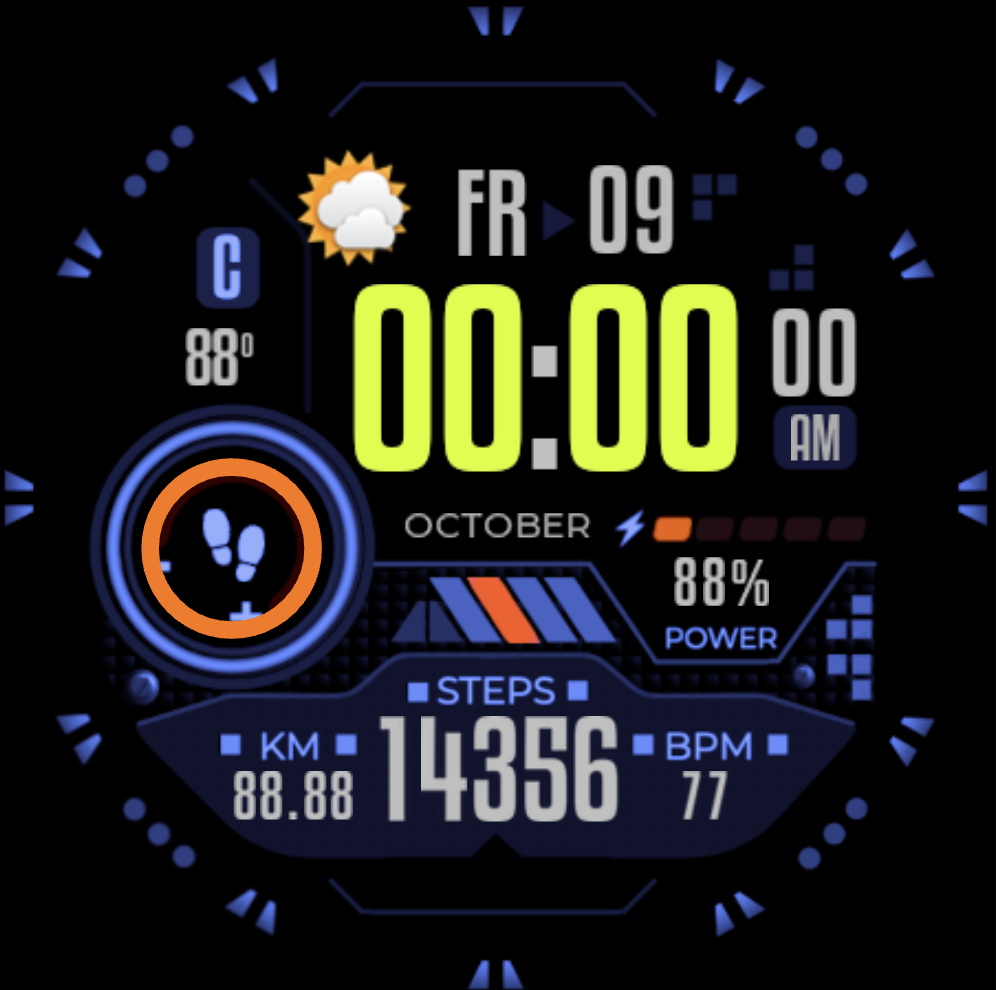 FR 09
C
88°
00:00
00
AM
OCTOBER
88%
POWER
STEPS
14356
KM
88.88
BPM
77